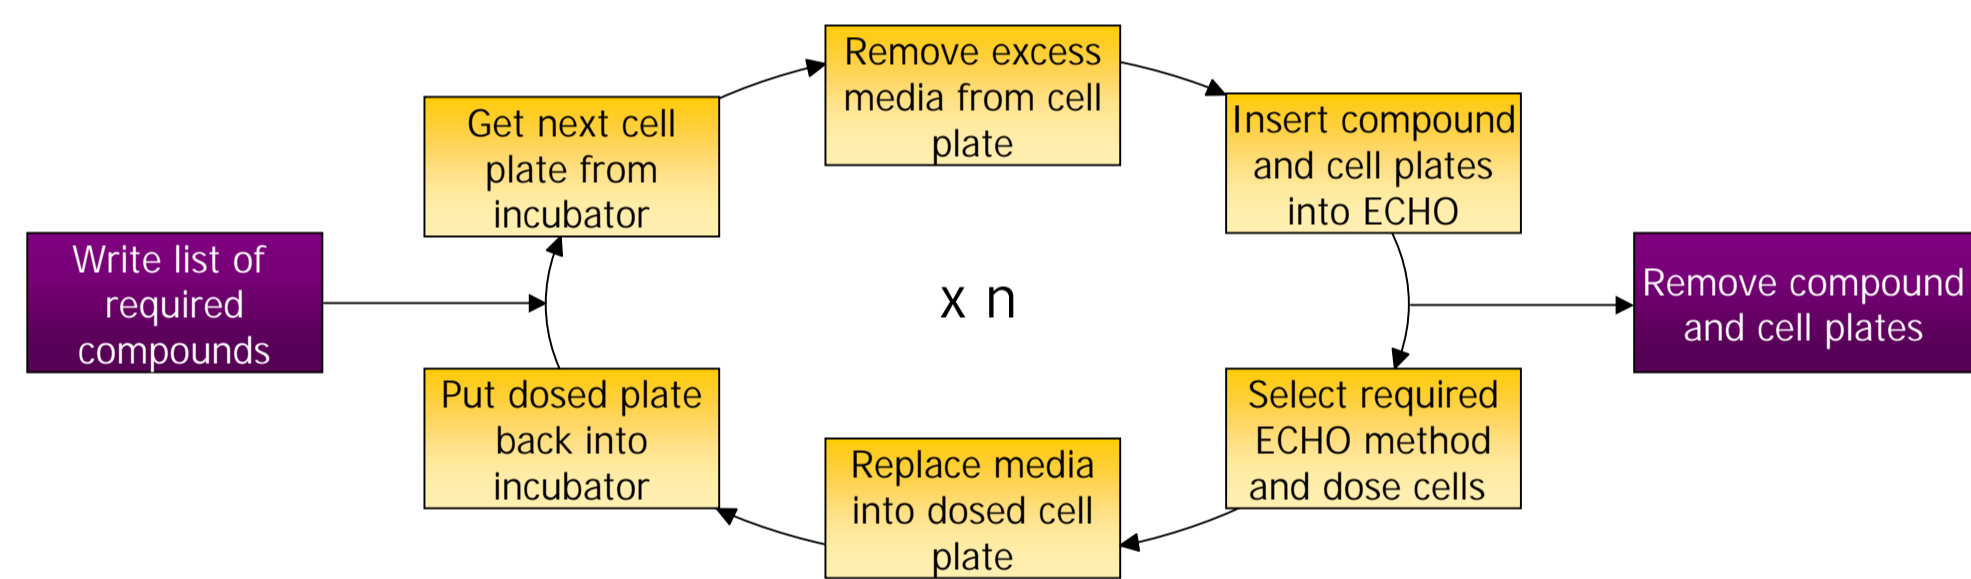 Write list of
required
compounds
Get next cell
plate from
incubator
Remove excess
media from cell
plate
Insert compound
and cell plates
into ECHO
x n
Remove compound
and cell plates
Select required
ECHO method
and dose cells
Replace media
into dosed cell
plate
Put dosed plate
back into
incubator